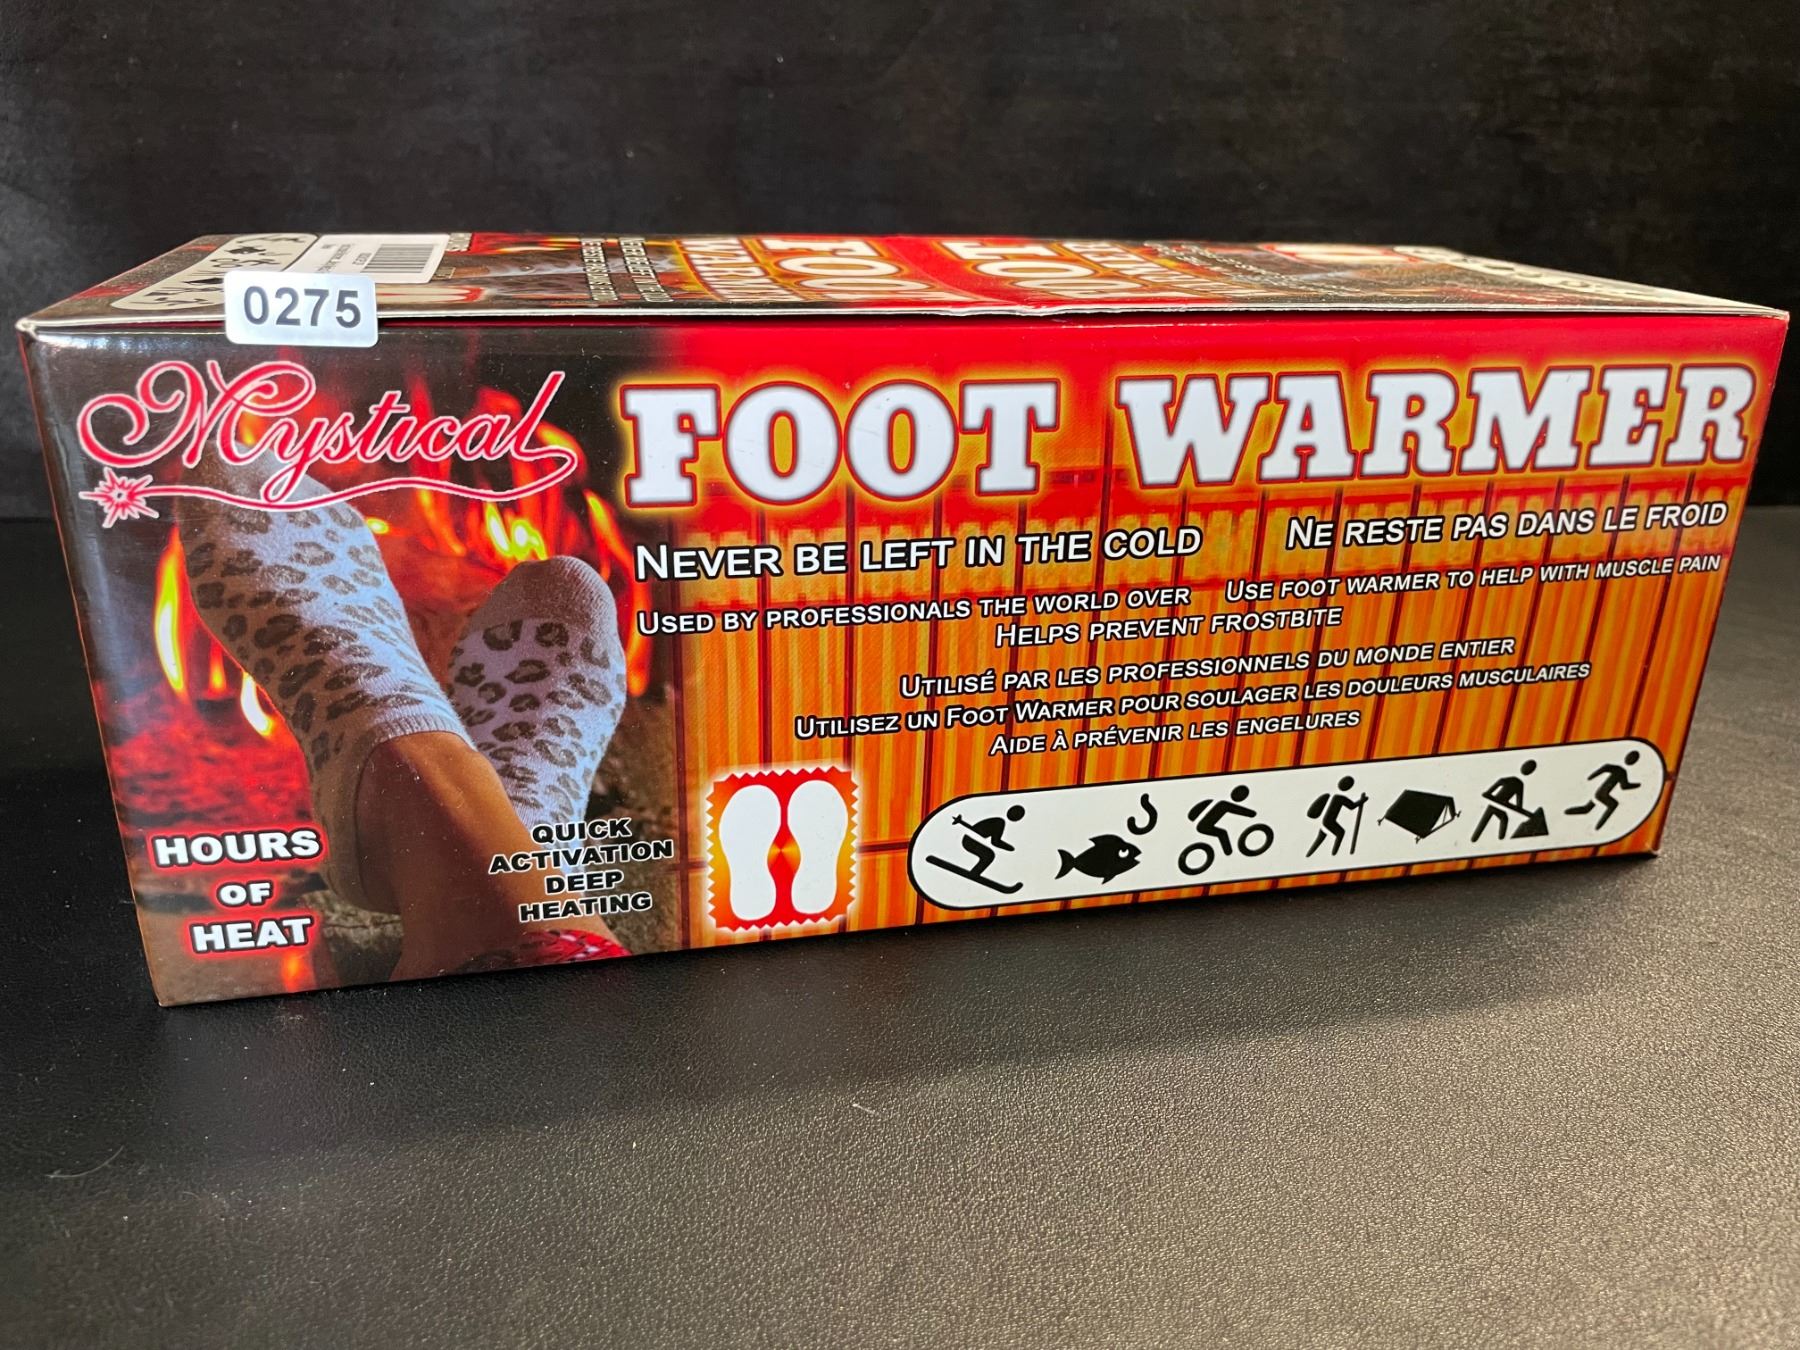 0275
FOOT
WARMER
Mystical
FOOT WARMER
NEVER BE LEFT IN THE COLD
NE RESTE PAS DANS LE FROID
USED BY PROFESSIONALS THE WORLD OVER
USE FOOT WARMER TO HELP WITH MUSCLE PAIN
HELPS PREVENT FROSTBITE
UTILISÉ PAR LES PROFESSIONNELS DU MONDE ENTIER
UTILISEZ UN FOOT WARMER POUR SOULAGER LES DOULEURS MUSCULAIRES
AIDE À PRÉVENIR LES ENGELURES
HOURS
OF
HEAT
QUICK
ACTIVATION
DEEP
HEATING